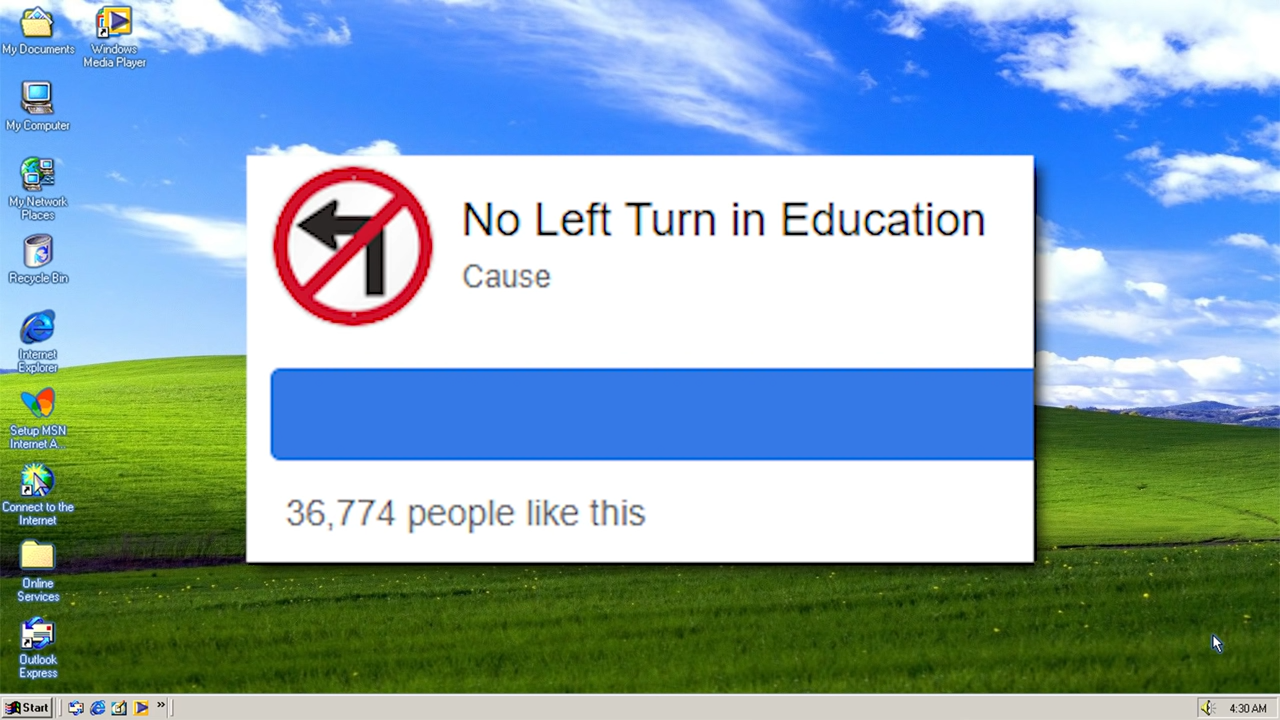 My Documents
Windows
Media Player
My Computer
My Network
Places
Recycle Bin
Internet
Explorer
Setup MSN
Internet A...
Connect to the
Internet
Online
Services
Outlook
Express
No Left Turn in Education
Cause
36,774 people like this
Start
»
4:30 AM